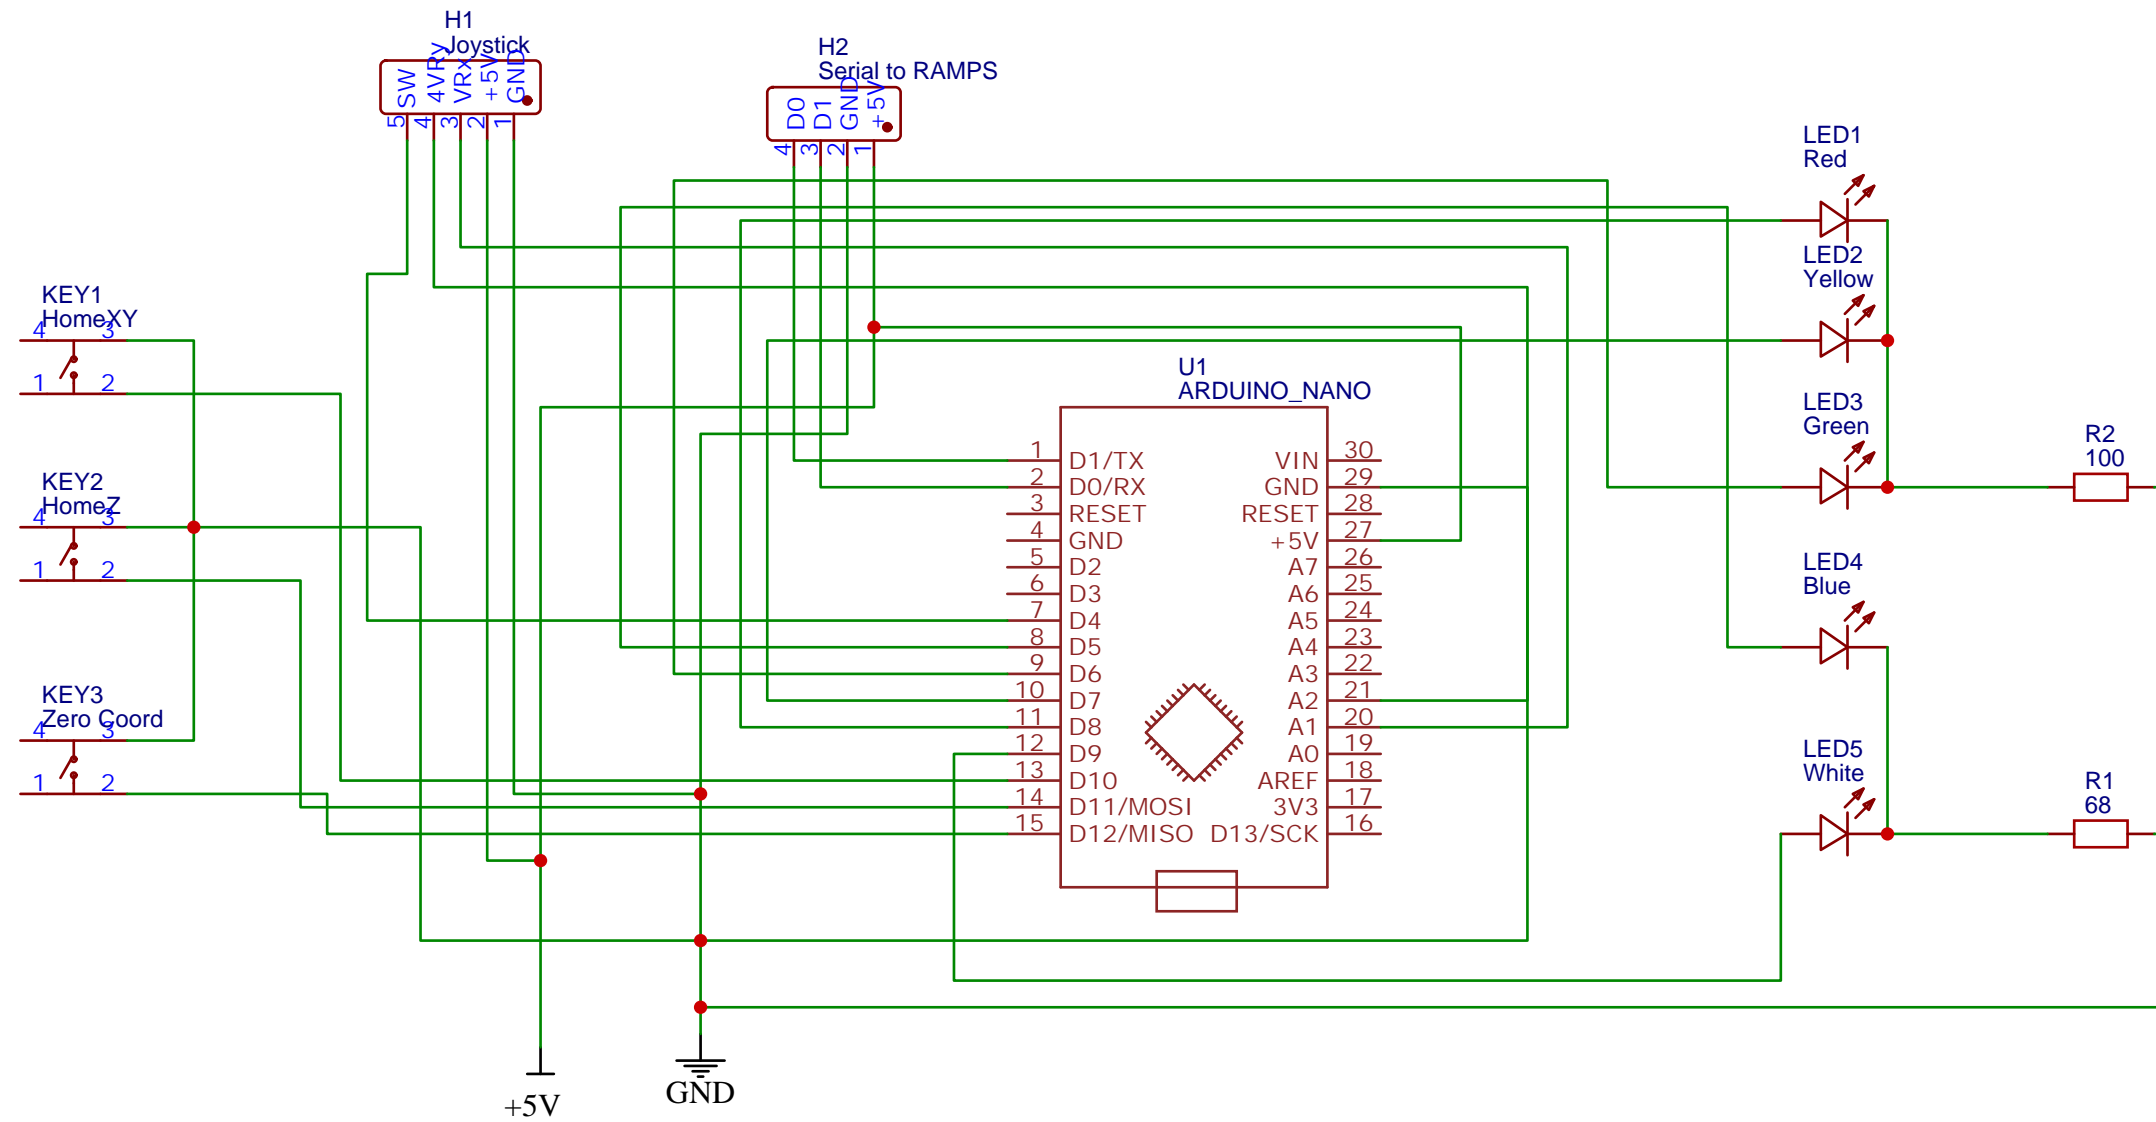 H1
Joystick
SW
4VRy
VRx
+5V
GND
5
4
3
2
1
H2
Serial to RAMPS
D0
D1
GND
+5V
4
3
2
1
LED1
Red
LED2
Yellow
LED3
Green
LED4
Blue
LED5
White
R2
100
R1
68
KEY1
HomeXY
4 3
1 2
KEY2
HomeZ
4 3
1 2
KEY3
Zero Coord
4 3
1 2
U1
ARDUINO_NANO
1 D1/TX VIN 30
2 D0/RX GND 29
3 RESET RESET 28
4 GND +5V 27
5 D2 A7 26
6 D3 A6 25
7 D4 A5 24
8 D5 A4 23
9 D6 A3 22
10 D7 A2 21
11 D8 A1 20
12 D9 A0 19
13 D10 AREF 18
14 D11/MOSI 3V3 17
15 D12/MISO D13/SCK 16
+5V
GND